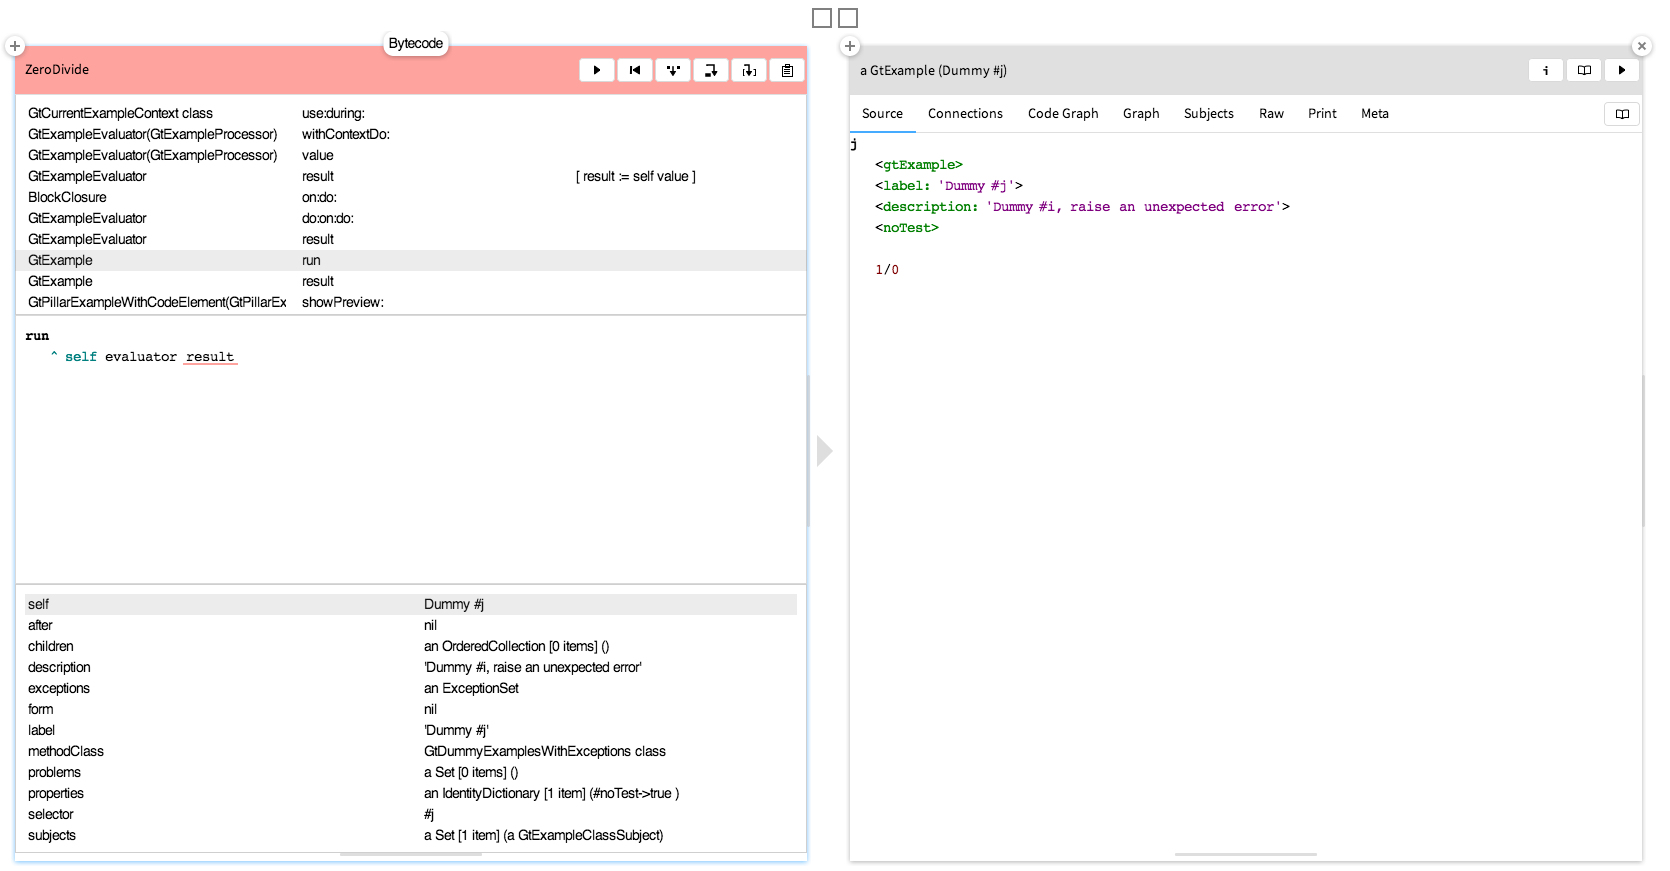 Bytecode
ZeroDivide
GtCurrentExampleContext class use:during:
GtExampleEvaluator(GtExampleProcessor) withContextDo:
GtExampleEvaluator(GtExampleProcessor) value
GtExampleEvaluator result [ result := self value ]
BlockClosure on:do:
GtExampleEvaluator do:on:do:
GtExampleEvaluator result
GtExample run
GtExample result
GtPillarExampleWithCodeElement(GtPillarEx showPreview:
run
^ self evaluator result
self Dummy #j
after nil
children an OrderedCollection [0 items] ()
description 'Dummy #i, raise an unexpected error'
exceptions an ExceptionSet
form nil
label 'Dummy #j'
methodClass GtDummyExamplesWithExceptions class
problems a Set [0 items] ()
properties an IdentityDictionary [1 item] (#noTest->true )
selector #j
subjects a Set [1 item] (a GtExampleClassSubject)
a GtExample (Dummy #j)
Source Connections Code Graph Graph Subjects Raw Print Meta
j
<gtExample>
<label: 'Dummy #j'>
<description: 'Dummy #i, raise an unexpected error'>
<noTest>
1/0